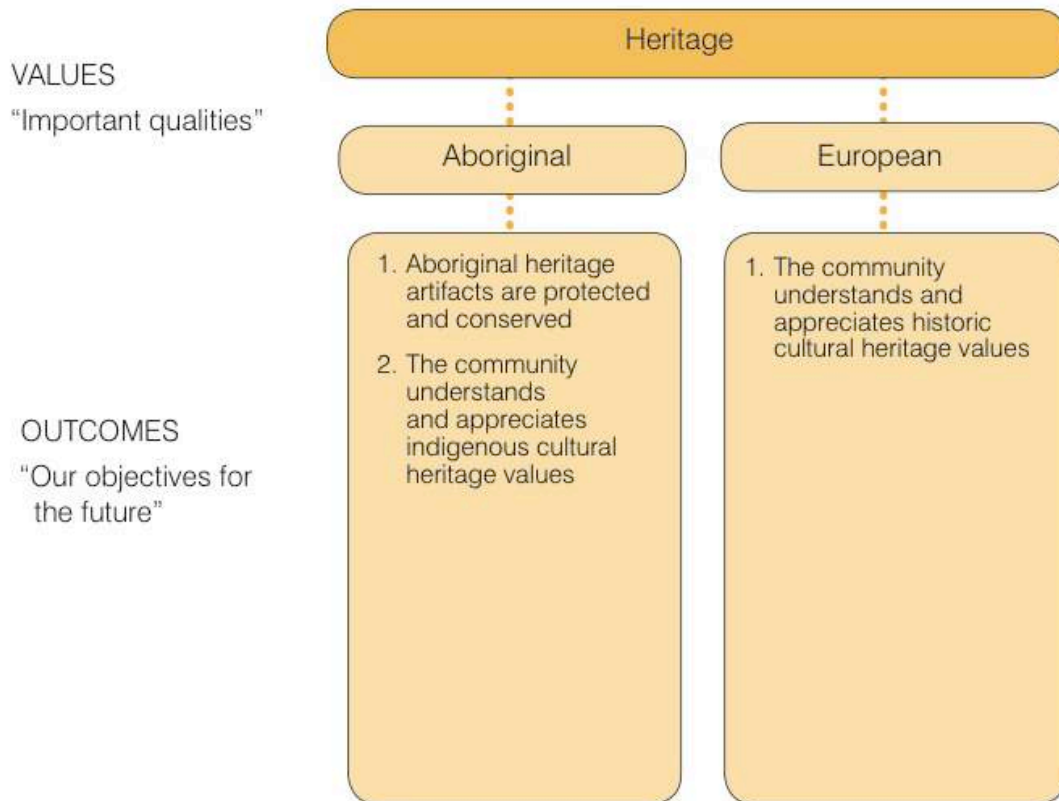 Heritage
VALUES
“Important qualities”
Aboriginal
European
1. Aboriginal heritage
artifacts are protected
and conserved
2. The community
understands
and appreciates
indigenous cultural
heritage values
1. The community
understands and
appreciates historic
cultural heritage values
OUTCOMES
“Our objectives for
the future”